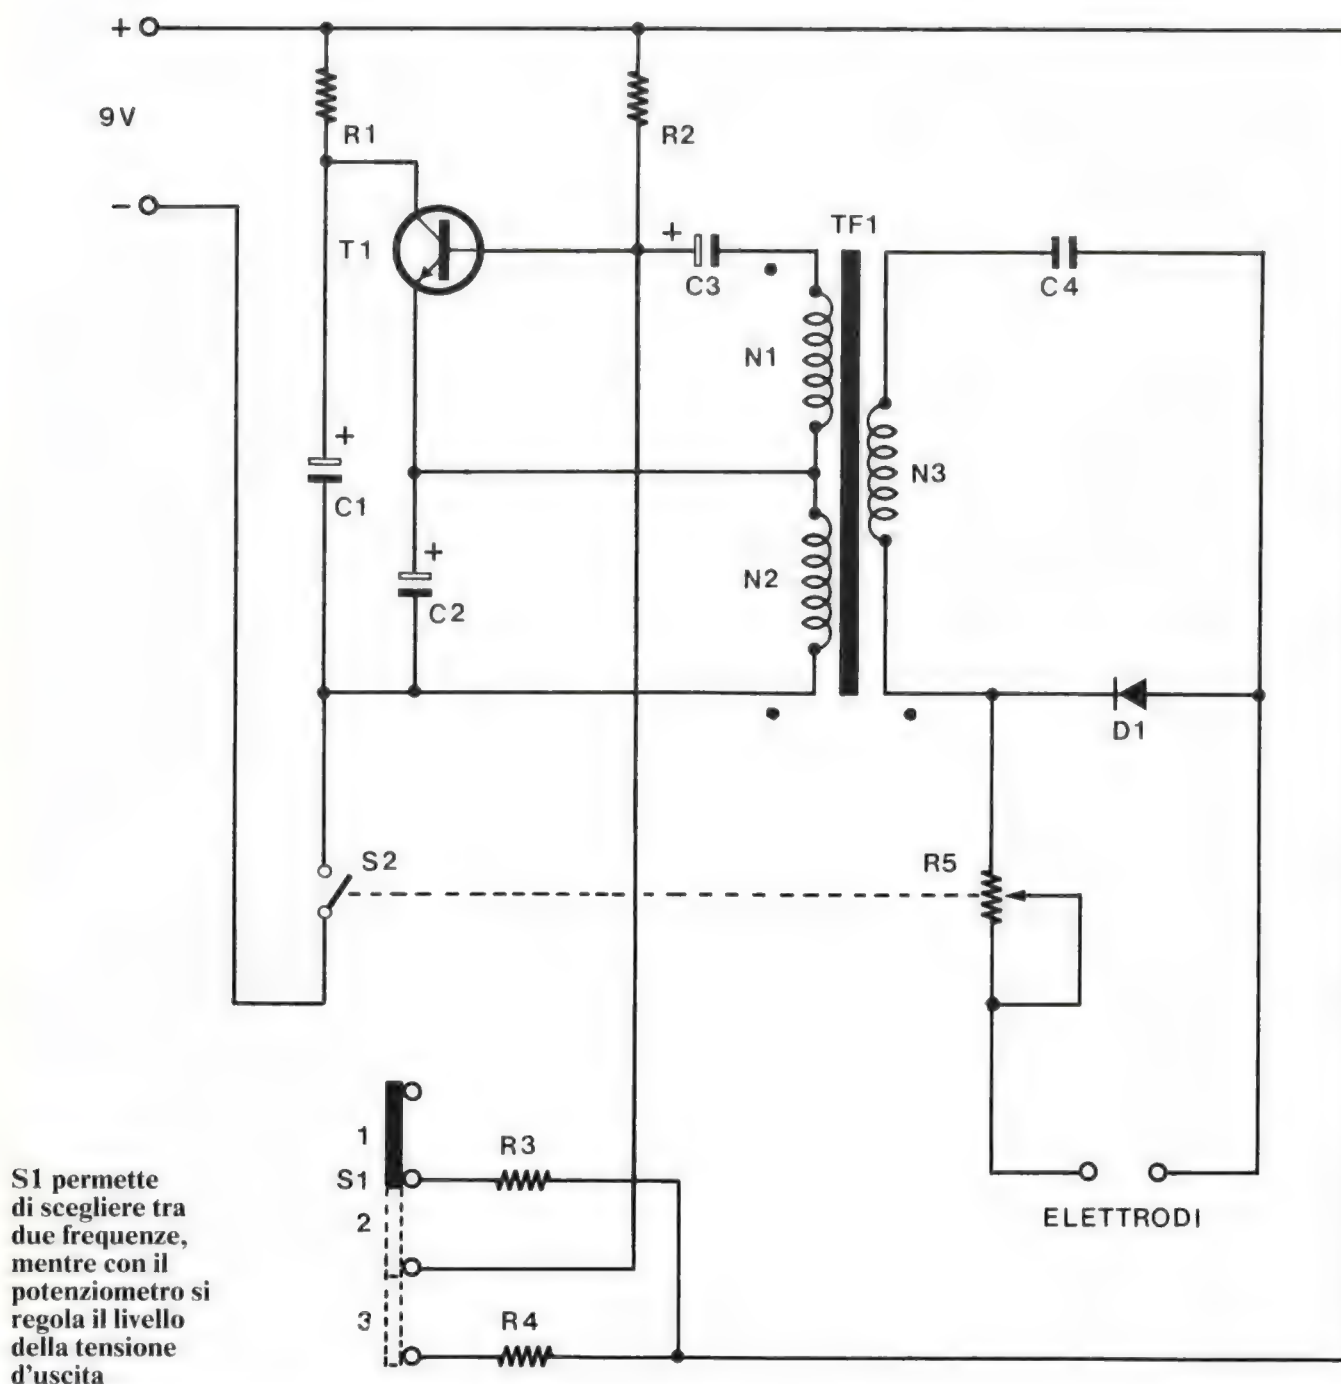 +
9V
−
R1
R2
T1
+
C3
TF1
C4
N1
+
C1
N3
+
C2
N2
D1
S2
R5
1
R3
S1
2
ELETTRODI
3
R4
S1 permette
di scegliere tra
due frequenze,
mentre con il
potenziometro si
regola il livello
della tensione
d'uscita